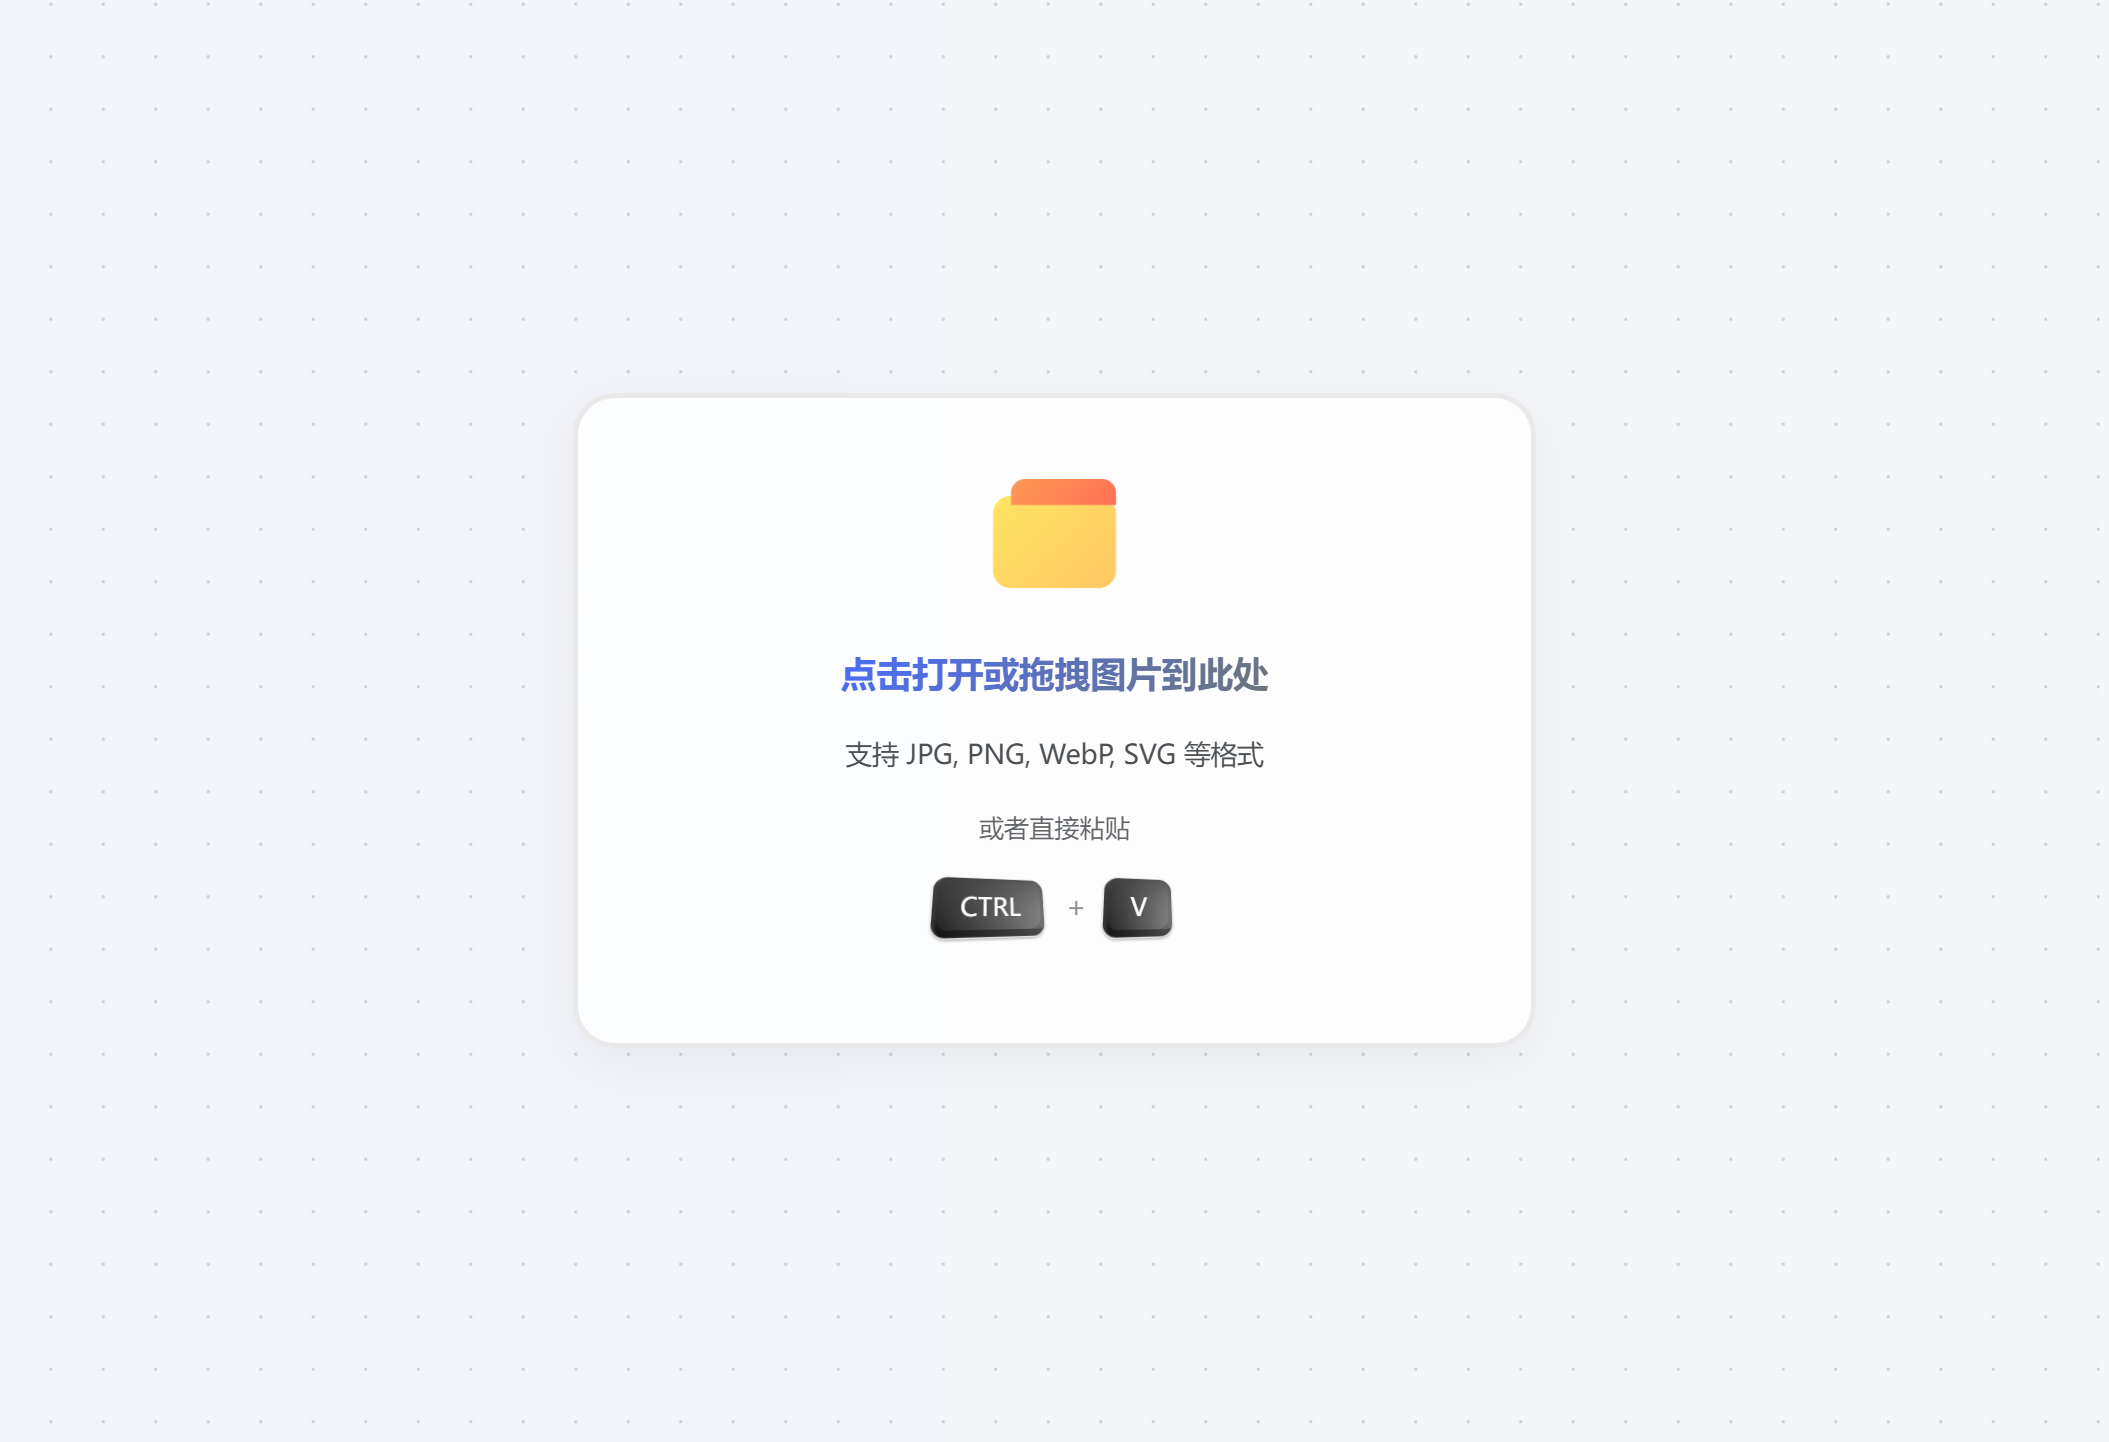 点击打开或拖拽图片到此处
支持 JPG, PNG, WebP, SVG 等格式
或者直接粘贴
CTRL + V